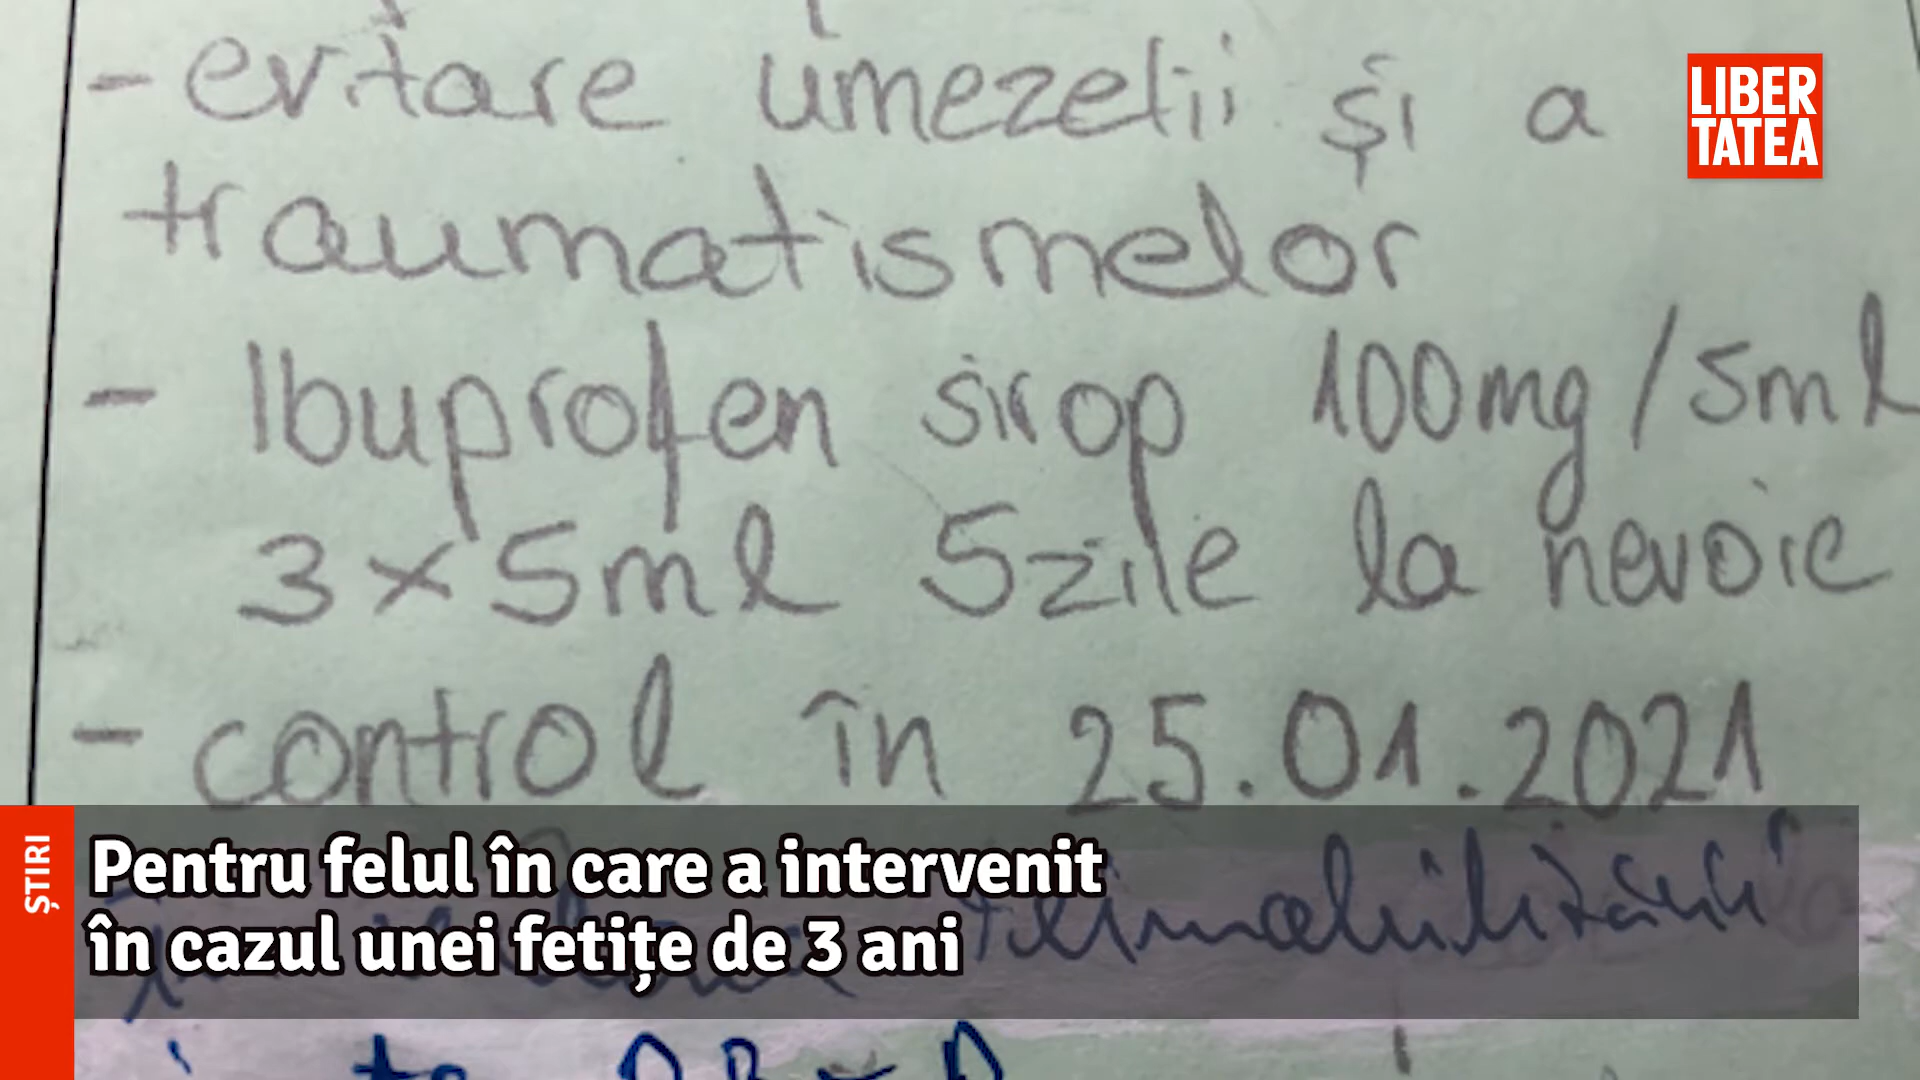 - evitare umezelii și a
traumatismelor
- Ibuprofen sirop 100mg/5ml
3x5ml 5zile la nevoie
- control în 25.01.2021
LIBER
TATEA
ȘTIRI
Pentru felul în care a intervenit
în cazul unei fetițe de 3 ani